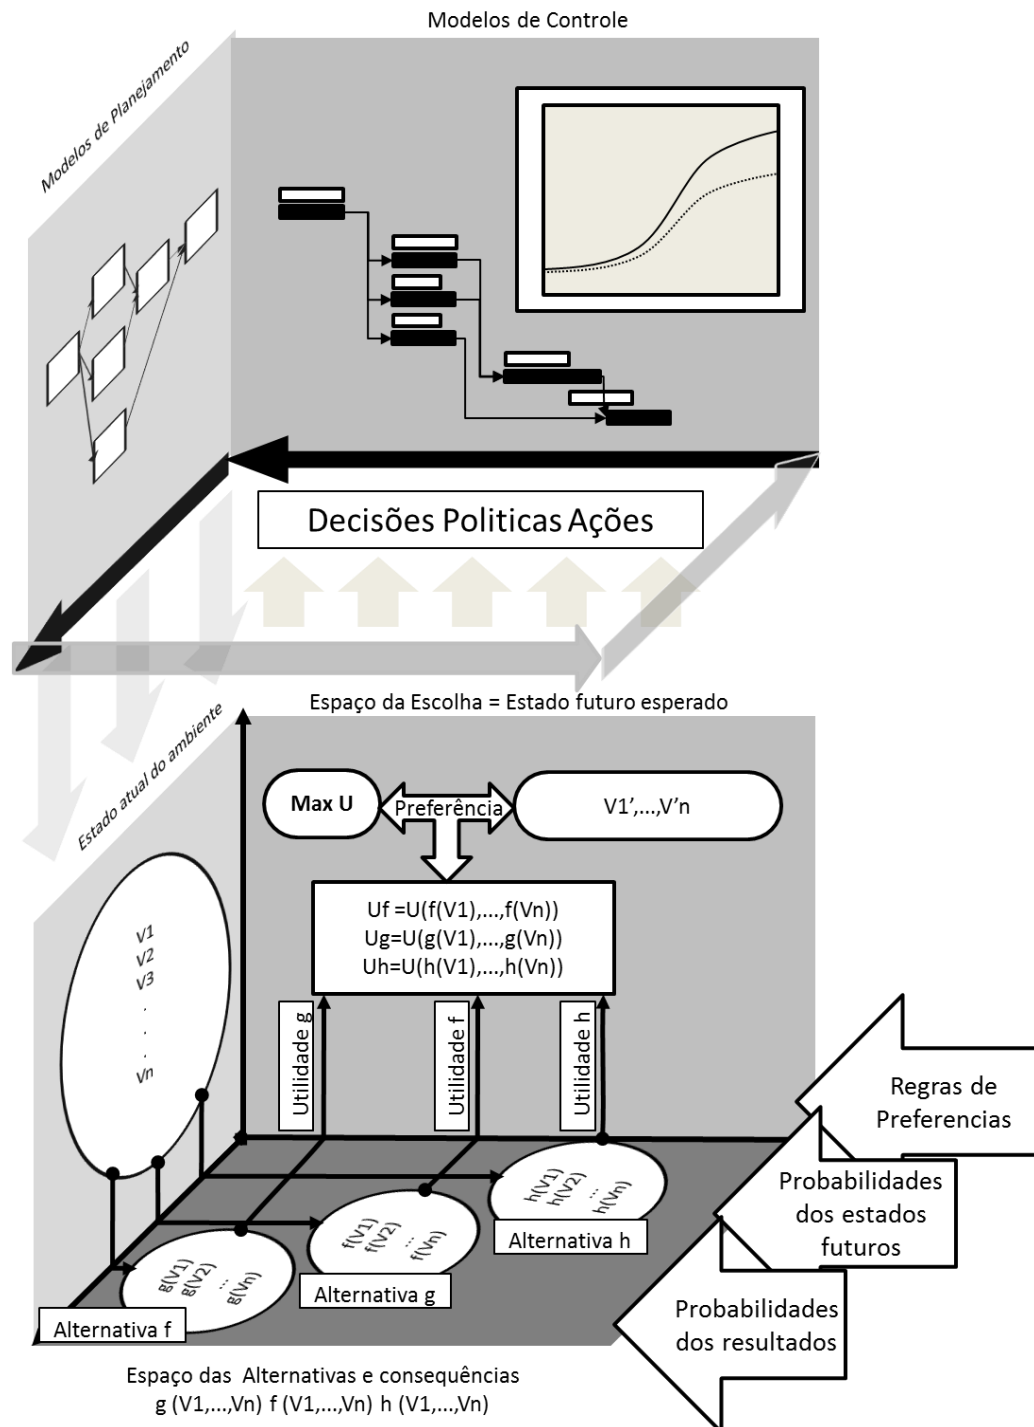 Modelos de Controle
Modelos de Planejamento
Decisões Politicas Ações
Espaço da Escolha = Estado futuro esperado
Estado atual do ambiente
Max U
Preferência
V1’,...,V’n
Uf =U(f(V1),...,f(Vn))
Ug=U(g(V1),...,g(Vn))
Uh=U(h(V1),...,h(Vn))
V1
V2
V3
.
.
.
Vn
Utilidade g
Utilidade f
Utilidade h
Regras de
Preferencias
Probabilidades
dos estados
futuros
Probabilidades
dos resultados
h(V1)
h(V2)
...
h(Vn)
Alternativa h
f(V1)
f(V2)
...
f(Vn)
Alternativa g
g(V1)
g(V2)
...
g(Vn)
Alternativa f
Espaço das  Alternativas e consequências
g (V1,...,Vn) f (V1,...,Vn) h (V1,...,Vn)